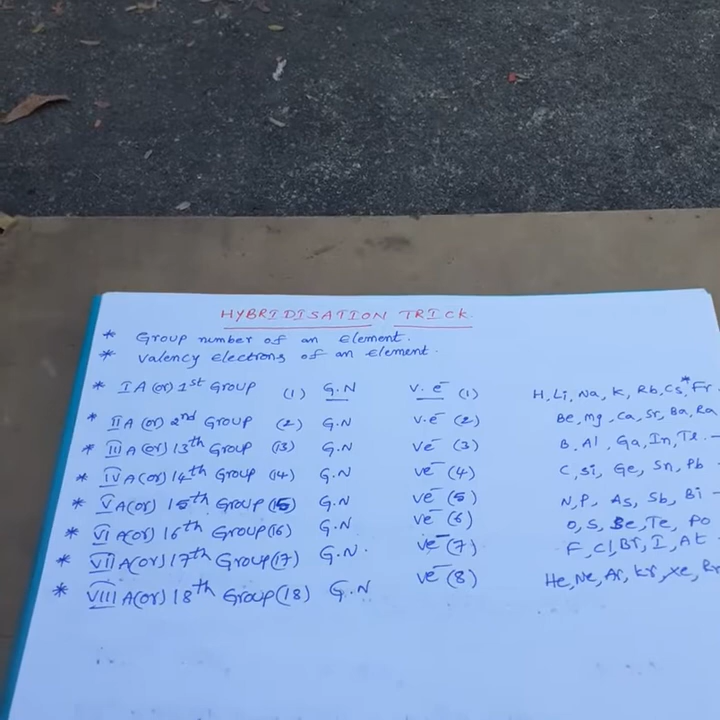 HYBRIDISATION TRICK.
* Group number of an element.
* Valency electrons of an element.
* IA (or) 1st Group (1) G.N V. e⁻ (1) H, Li, Na, K, Rb, Cs, *Fr
* IIA (or) 2nd Group (2) G.N V.e⁻ (2) Be, Mg, Ca, Sr, Ba, Ra
* IIIA (or) 13th Group (13) G.N Ve⁻ (3) B, Al, Ga, In, Te. -
* IVA (or) 14th Group (14) G.N Ve⁻ (4) C, Si, Ge, Sn, Pb -
* VA (or) 15th Group (15) G.N Ve⁻ (5) N, P, As, Sb, Bi -
* VI A (or) 16th Group (16) G.N Ve⁻ (6) O, S, Se, Te, Po
* VII A (or) 17th Group (17) G.N. Ve⁻ (7) F, Cl, Br, I, At -
* VIII A (or) 18th Group (18) G.N Ve⁻ (8) He, Ne, Ar, Kr, Xe, Rn